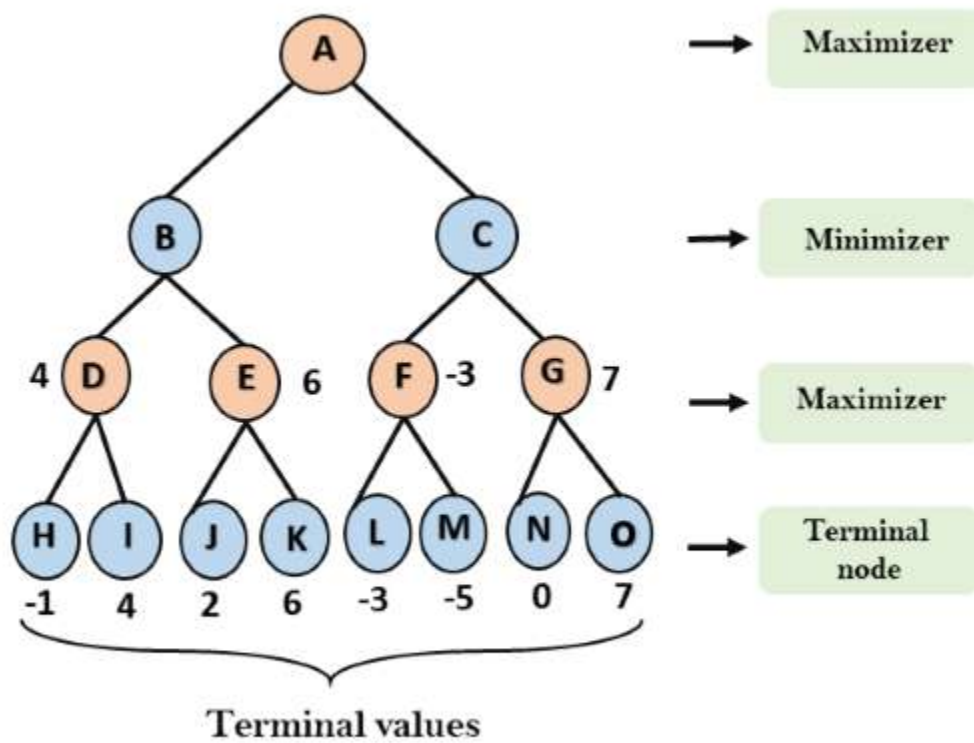 A
Maximizer
B
C
Minimizer
4
D
E
6
F
-3
G
7
Maximizer
H
I
J
K
L
M
N
O
Terminal
node
-1
4
2
6
-3
-5
0
7
Terminal values